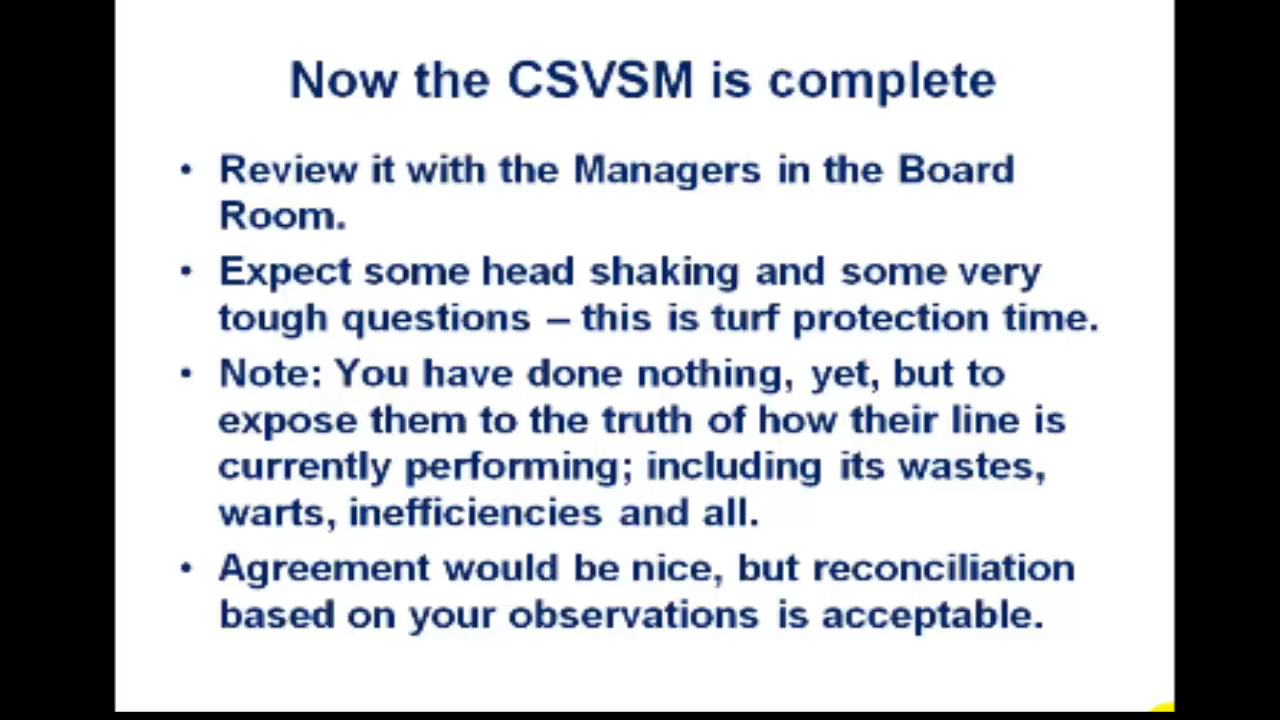 Now the CSVSM is complete
• Review it with the Managers in the Board
Room.
• Expect some head shaking and some very
tough questions – this is turf protection time.
• Note: You have done nothing, yet, but to
expose them to the truth of how their line is
currently performing; including its wastes,
warts, inefficiencies and all.
• Agreement would be nice, but reconciliation
based on your observations is acceptable.